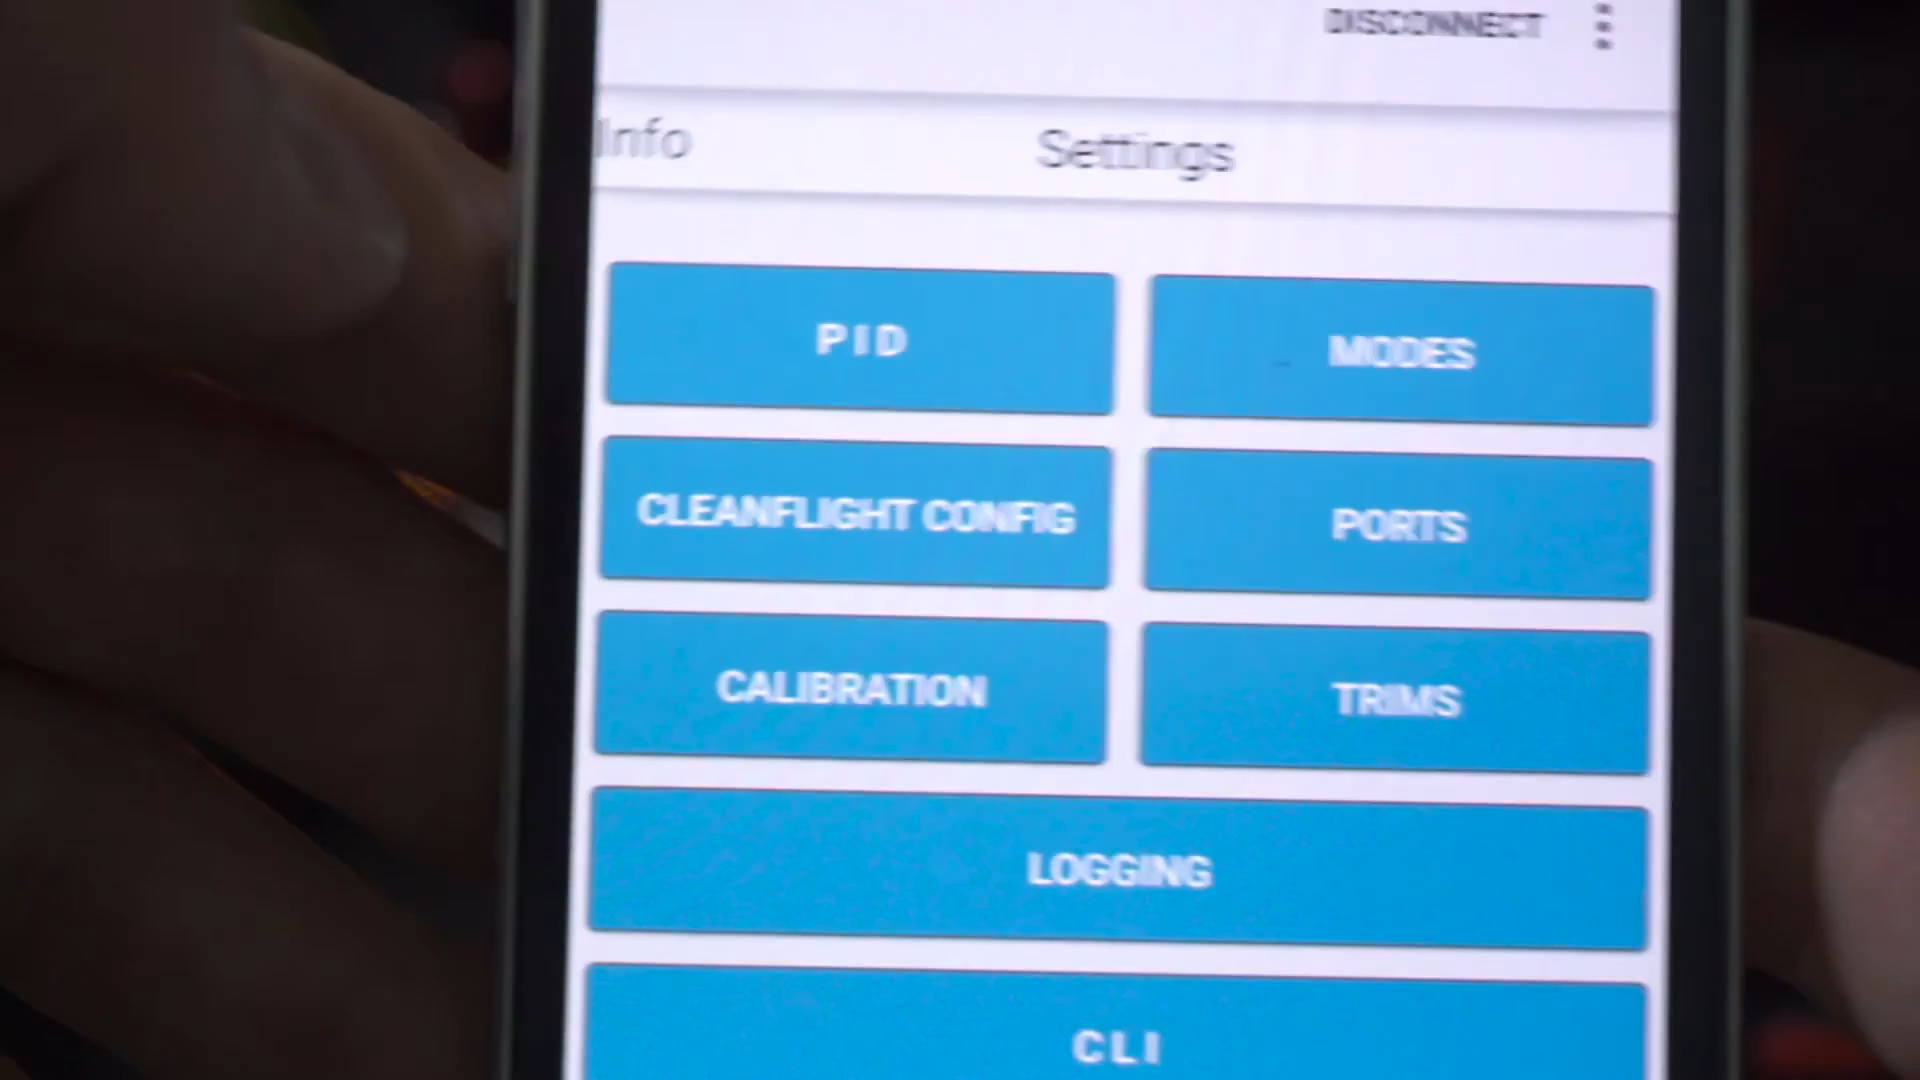 DISCONNECT
Info
Settings
PID
MODES
CLEANFLIGHT CONFIG
PORTS
CALIBRATION
TRIMS
LOGGING
CLI